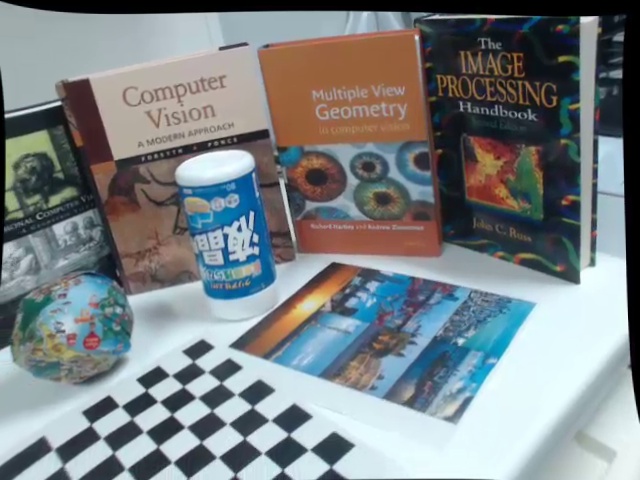 Computer
Vision
A MODERN APPROACH
FORSYTH • PONCE
Multiple View
Geometry
in computer vision
Richard Hartley and Andrew Zisserman
The
IMAGE
PROCESSING
Handbook
Second Edition
John C. Russ